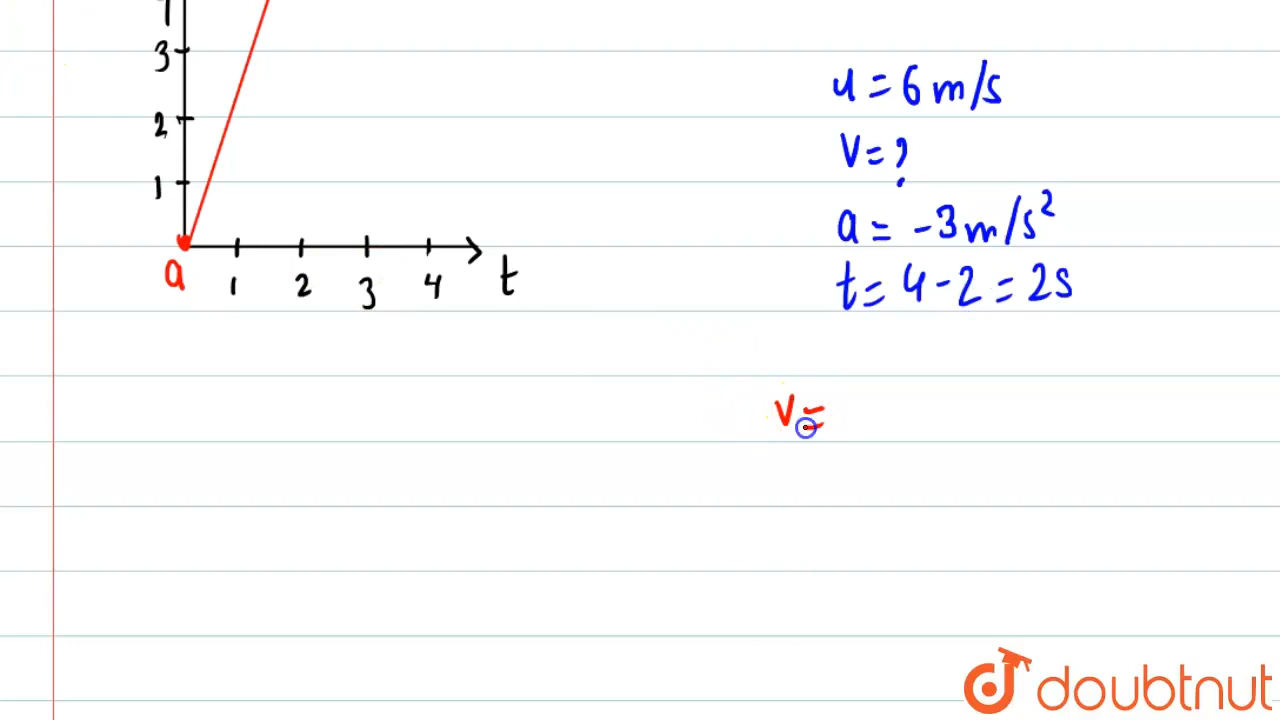 3
2
1
a
1 2 3 4 t
u = 6 m/s
v = ?
a = -3 m/s²
t = 4 - 2 = 2s
v =
doubtnut